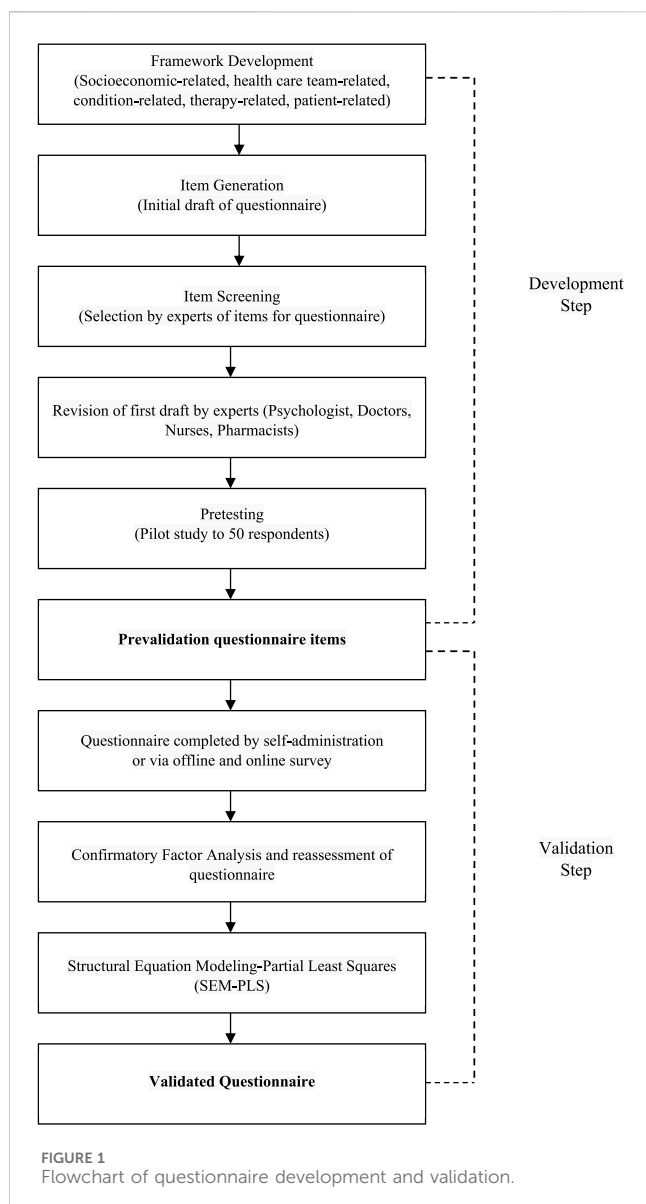 Framework Development
(Socioeconomic-related, health care team-related,
condition-related, therapy-related, patient-related)
Item Generation
(Initial draft of questionnaire)
Item Screening
(Selection by experts of items for questionnaire)
Development
Step
Revision of first draft by experts (Psychologist, Doctors,
Nurses, Pharmacists)
Pretesting
(Pilot study to 50 respondents)
Prevalidation questionnaire items
Questionnaire completed by self-administration
or via offline and online survey
Confirmatory Factor Analysis and reassessment of
questionnaire
Validation
Step
Structural Equation Modeling-Partial Least Squares
(SEM-PLS)
Validated Questionnaire
FIGURE 1
Flowchart of questionnaire development and validation.